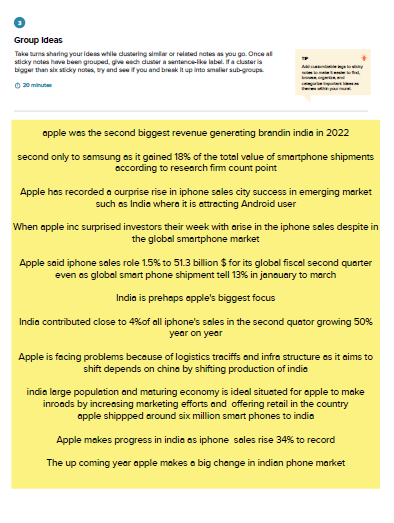 3
Group Ideas
Take turns sharing your ideas while clustering similar or related notes as you go. Once all
sticky notes have been grouped, give each cluster a sentence-like label. If a cluster is
bigger than six sticky notes, try and see if you and break it up into smaller sub-groups.
20 minutes
TIP
Add customizable tags to sticky
notes to make it easier to find,
browse, organize, and
categorize important ideas as
themes within your mural.
apple was the second biggest revenue generating brandin india in 2022
second only to samsung as it gained 18% of the total value of smartphone shipments
according to research firm count point
Apple has recorded a ourprise rise in iphone sales city success in emerging market
such as India where it is attracting Android user
When apple inc surprised investors their week with arise in the iphone sales despite in
the global smartphone market
Apple said iphone sales role 1.5% to 51.3 billion $ for its global fiscal second quarter
even as global smart phone shipment tell 13% in janauary to march
India is prehaps apple's biggest focus
India contributed close to 4%of all iphone's sales in the second quator growing 50%
year on year
Apple is facing problems because of logistics traciffs and infra structure as it aims to
shift depends on china by shifting production of india
india large population and maturing economy is ideal situated for apple to make
inroads by increasing marketing efforts and offering retail in the country
apple shippped around six million smart phones to india
Apple makes progress in india as iphone sales rise 34% to record
The up coming year apple makes a big change in indian phone market